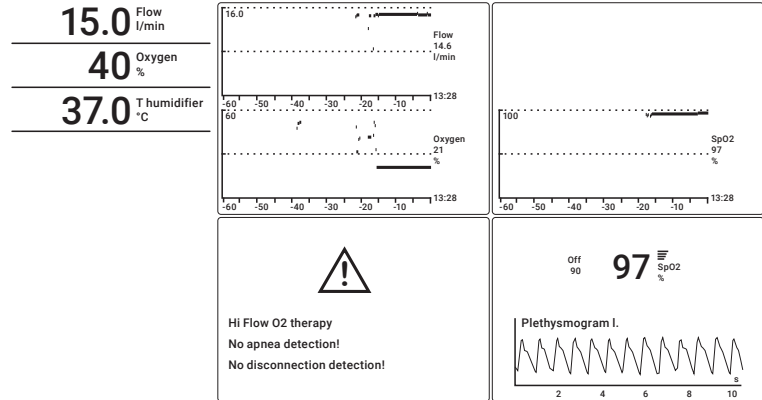 15.0 Flow l/min
40 Oxygen %
37.0 T humidifier °C
16.0
Flow
14.6
l/min
-60 -50 -40 -30 -20 -10 13:28
60
Oxygen
21
%
-60 -50 -40 -30 -20 -10 13:28
100
SpO2
97
%
-60 -50 -40 -30 -20 -10 13:28
Hi Flow O2 therapy
No apnea detection!
No disconnection detection!
Off
90
97 SpO2 %
Plethysmogram I.
s
2 4 6 8 10